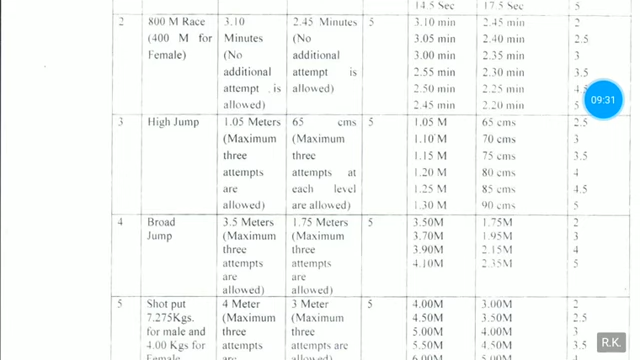 14.5 Sec 17.5 Sec 5
2 800 M Race 3.10 2.45 Minutes 5 3.10 min 2.45 min 2
(400 M for Minutes (No 3.05 min 2.40 min 2.5
Female) (No additional 3.00 min 2.35 min 3
additional attempt is 2.55 min 2.30 min 3.5
attempt is allowed) 2.50 min 2.25 min 4.5
allowed) 2.45 min 2.20 min 5
09:31
3 High Jump 1.05 Meters 65 cms 5 1.05 M 65 cms 2.5
(Maximum (Maximum 1.10 M 70 cms 3
three three 1.15 M 75 cms 3.5
attempts attempts at 1.20 M 80 cms 4
are each level 1.25 M 85 cms 4.5
allowed) are allowed) 1.30 M 90 cms 5
4 Broad 3.5 Meters 1.75 Meters 5 3.50M 1.75M 2
Jump (Maximum (Maximum 3.70M 1.95M 3
three three 3.90M 2.15M 4
attempts attempts 4.10M 2.35M 5
are are
allowed) allowed)
5 Shot put 4 Meter 3 Meter 5 4.00M 3.00M 2
7.275Kgs. (Maximum (Maximum 4.50M 3.50M 2.5
for male and three three 5.00M 4.00M 3
4.00 Kgs for attempts attempts are 5.50M 4.50M 3.5
Female are allowed) 6.00M 5.00M 4
R.K.